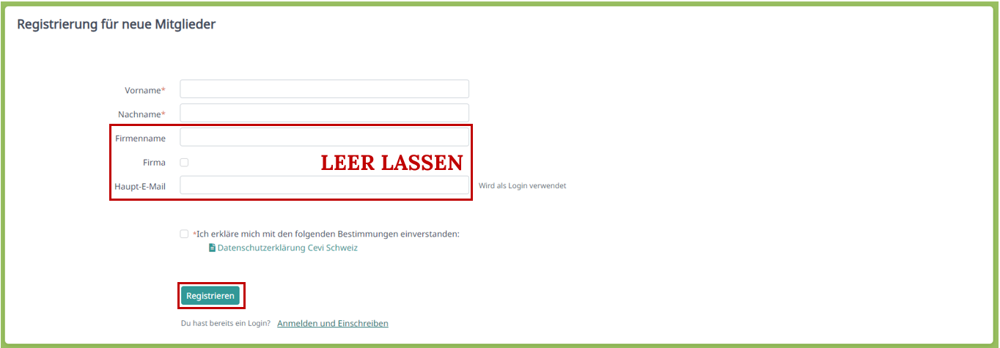 Registrierung für neue Mitglieder
Vorname*
Nachname*
Firmenname
Firma
LEER LASSEN
Haupt-E-Mail
Wird als Login verwendet
*Ich erkläre mich mit den folgenden Bestimmungen einverstanden:
Datenschutzerklärung Cevi Schweiz
Registrieren
Du hast bereits ein Login? Anmelden und Einschreiben